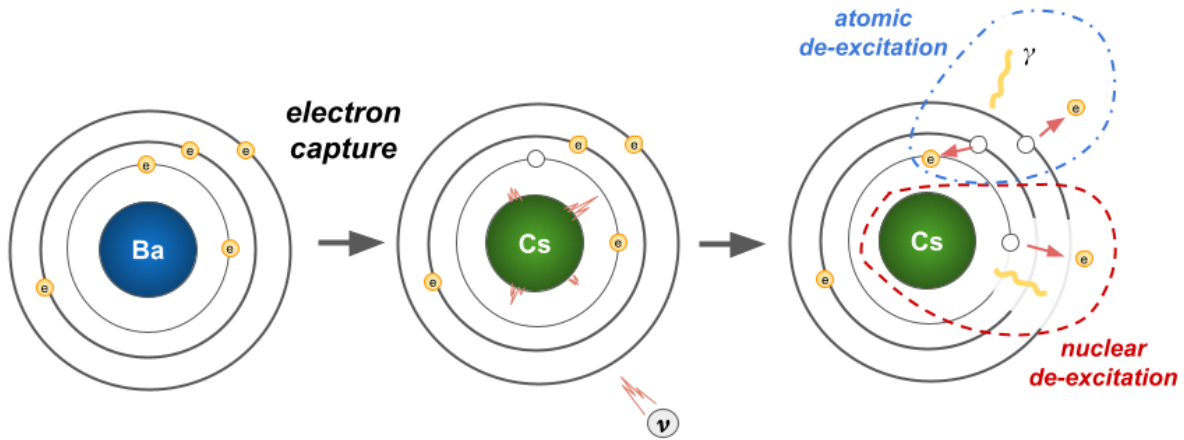 electron
capture
atomic
de-excitation
γ
e
e
e
e
e
Ba
e
e
e
e
Cs
ν
e
e
e
e
Cs
nuclear
de-excitation